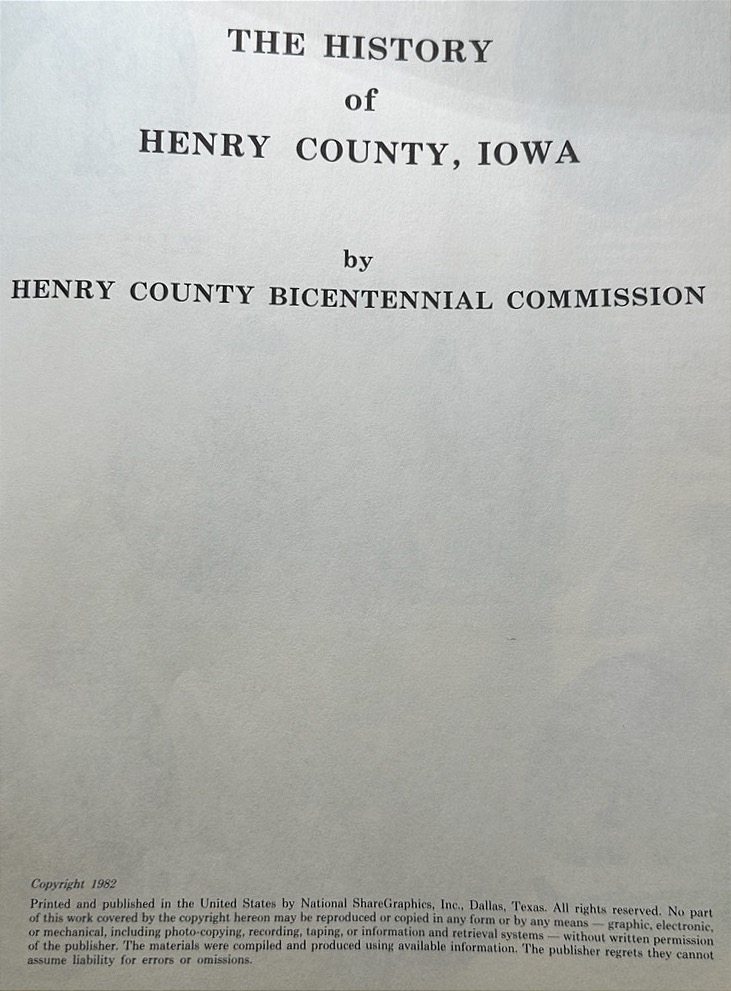 THE HISTORY
of
HENRY COUNTY, IOWA
by
HENRY COUNTY BICENTENNIAL COMMISSION
Copyright 1982
Printed and published in the United States by National ShareGraphics, Inc., Dallas, Texas. All rights reserved. No part
of this work covered by the copyright hereon may be reproduced or copied in any form or by any means — graphic, electronic,
or mechanical, including photo-copying, recording, taping, or information and retrieval systems — without written permission
of the publisher. The materials were compiled and produced using available information. The publisher regrets they cannot
assume liability for errors or omissions.